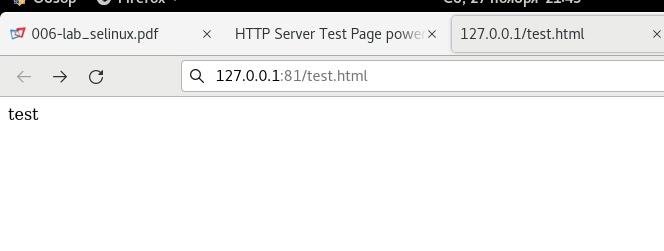 Обзор Firefox Сб, 27 ноября 21:45
006-lab_selinux.pdf × HTTP Server Test Page power × 127.0.0.1/test.html ×
127.0.0.1:81/test.html
test